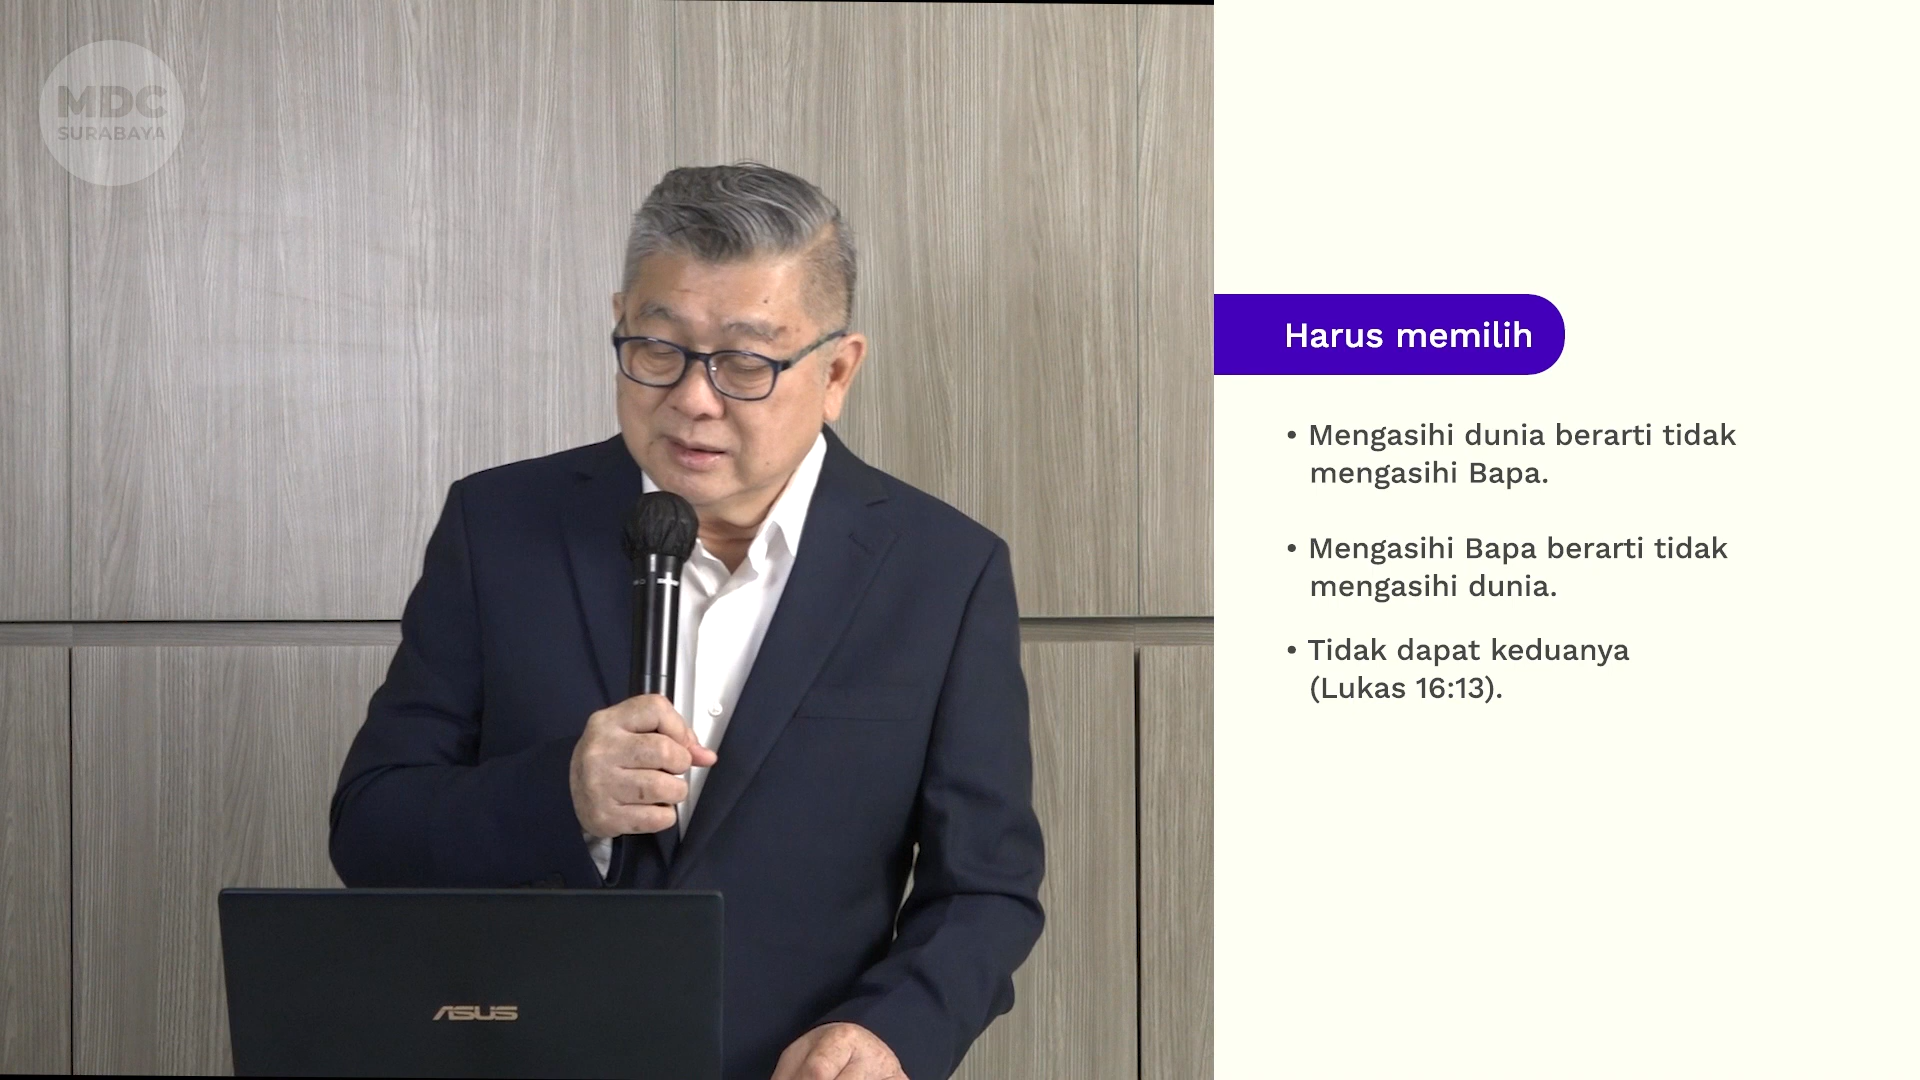 MDC
SURABAYA
Harus memilih
• Mengasihi dunia berarti tidak
mengasihi Bapa.
• Mengasihi Bapa berarti tidak
mengasihi dunia.
• Tidak dapat keduanya
(Lukas 16:13).
ASUS